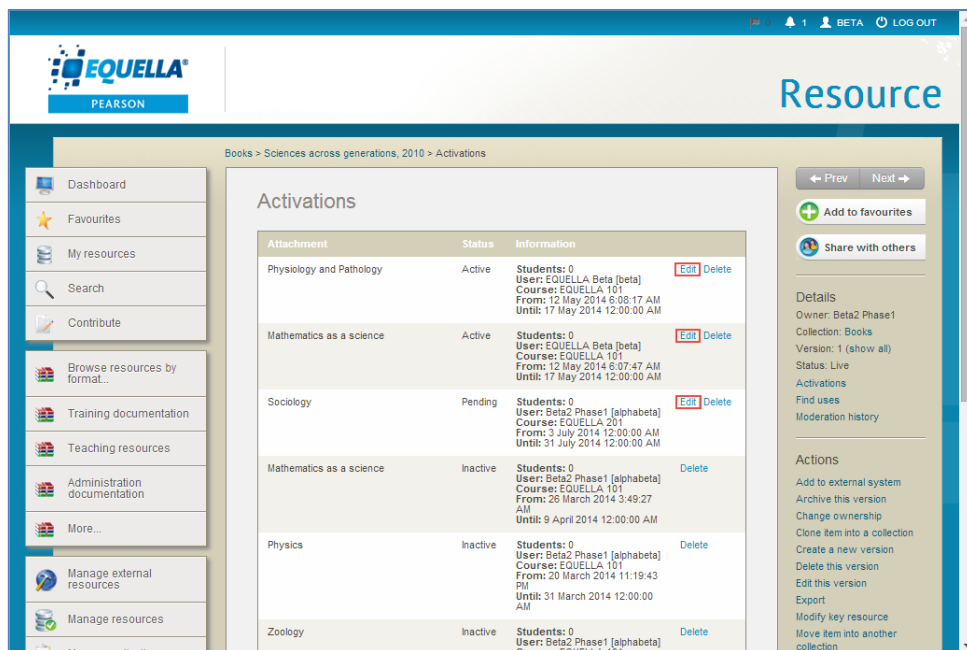 1 BETA LOG OUT
EQUELLA®
PEARSON
Resource
Books > Sciences across generations, 2010 > Activations
Dashboard
Favourites
My resources
Search
Contribute
Browse resources by
format...
Training documentation
Teaching resources
Administration
documentation
More...
Manage external
resources
Manage resources
Activations
Attachment Status Information
Physiology and Pathology Active Students: 0 Edit Delete
User: EQUELLA Beta [beta]
Course: EQUELLA 101
From: 12 May 2014 6:08:17 AM
Until: 17 May 2014 12:00:00 AM
Mathematics as a science Active Students: 0 Edit Delete
User: EQUELLA Beta [beta]
Course: EQUELLA 101
From: 12 May 2014 6:07:47 AM
Until: 17 May 2014 12:00:00 AM
Sociology Pending Students: 0 Edit Delete
User: Beta2 Phase1 [alphabeta]
Course: EQUELLA 201
From: 3 July 2014 12:00:00 AM
Until: 31 July 2014 12:00:00 AM
Mathematics as a science Inactive Students: 0 Delete
User: Beta2 Phase1 [alphabeta]
Course: EQUELLA 101
From: 26 March 2014 3:49:27
AM
Until: 9 April 2014 12:00:00 AM
Physics Inactive Students: 0 Delete
User: Beta2 Phase1 [alphabeta]
Course: EQUELLA 101
From: 20 March 2014 11:19:43
PM
Until: 31 March 2014 12:00:00
AM
Zoology Inactive Students: 0 Delete
User: Beta2 Phase1 [alphabeta]
Prev Next
Add to favourites
Share with others
Details
Owner: Beta2 Phase1
Collection: Books
Version: 1 (show all)
Status: Live
Activations
Find uses
Moderation history
Actions
Add to external system
Archive this version
Change ownership
Clone item into a collection
Create a new version
Delete this version
Edit this version
Export
Modify key resource
Move item into another
collection